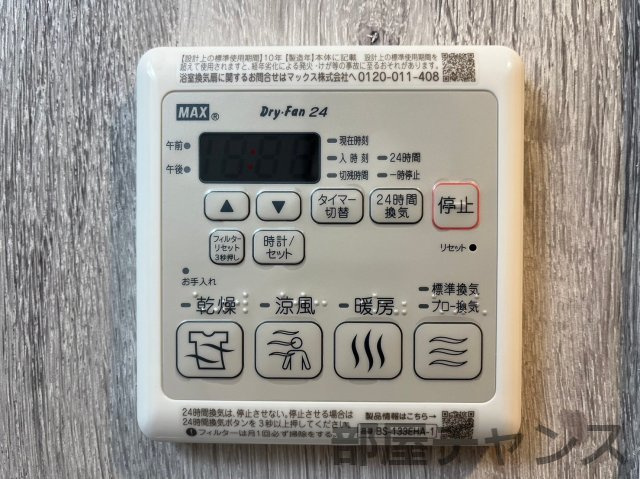 【設計上の標準使用期間】10年【製造年】本体に記載 設計上の標準使用期間を
超えて使用されますと、経年劣化による発火・けが等の事故に至るおそれがあります。
浴室換気扇に関するお問合せはマックス株式会社へ 0120-011-408
MAX® Dry・Fan 24
午前
午後
現在時刻
入時刻
切残時間
24時間
一時停止
▲
▼
タイマー
切替
24時間
換気
停止
フィルター
リセット
3秒押し
時計/
セット
リセット
お手入れ
乾燥
涼風
暖房
標準換気
プロー換気
24時間換気は、停止させない。停止させる場合は
24時間換気ボタンを3秒以上押してください。
❶フィルターは月1回必ず掃除をする。
製品情報はこちら→
BS-133EHA-1
部屋チャンス